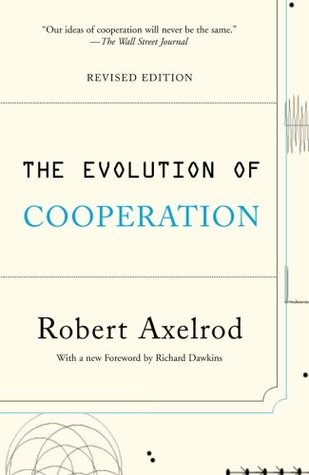 "Our ideas of cooperation will never be the same."
—The Wall Street Journal
REVISED EDITION
THE EVOLUTION OF
COOPERATION
Robert Axelrod
With a new Foreword by Richard Dawkins